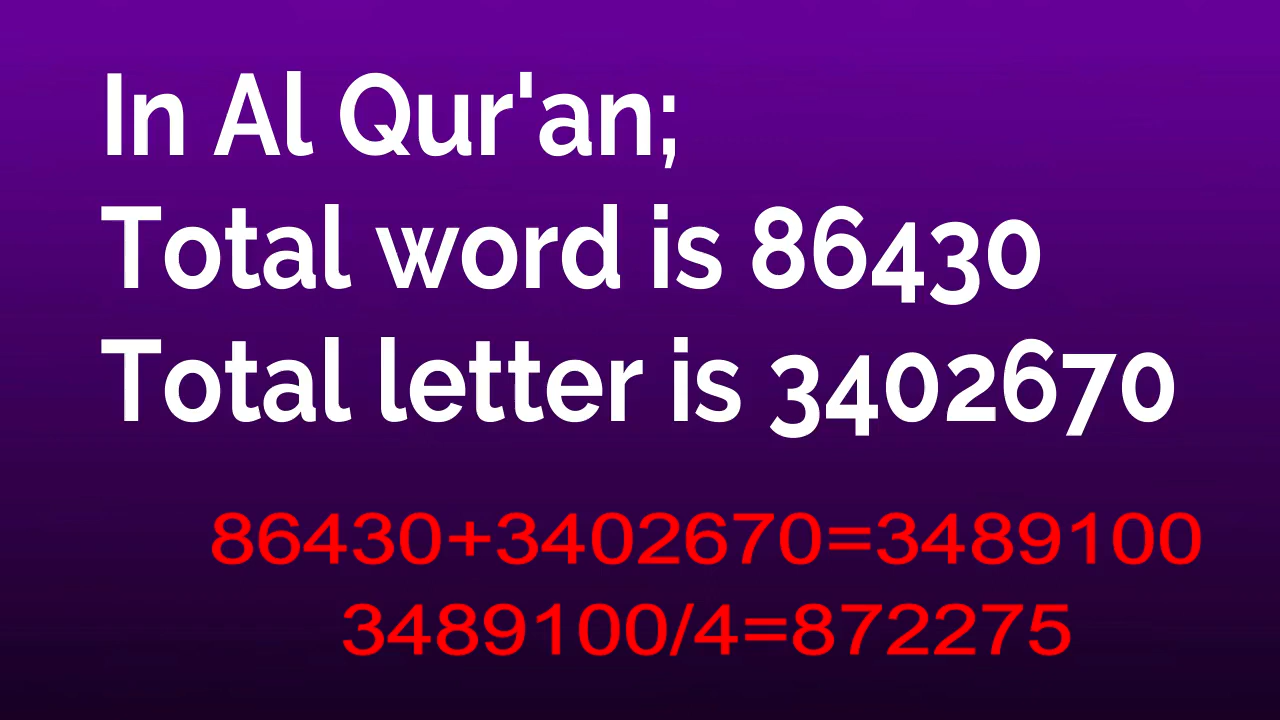 In Al Qur'an;
Total word is 86430
Total letter is 3402670
86430+3402670=3489100
3489100/4=872275